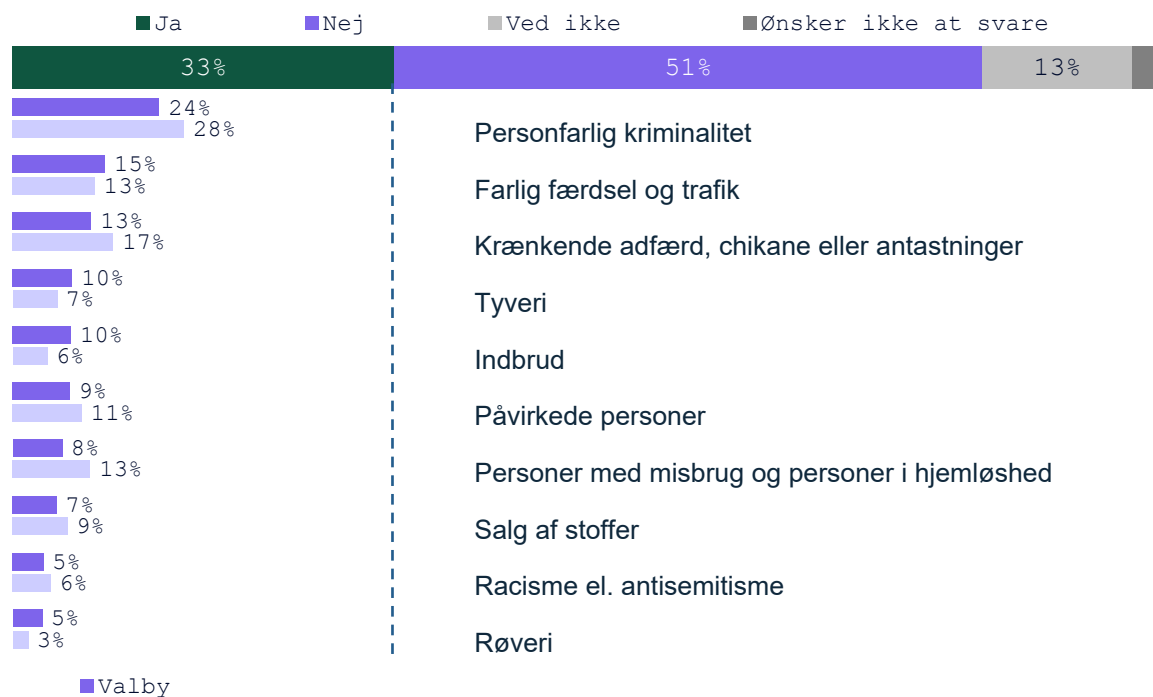 Ja Nej Ved ikke Ønsker ikke at svare
33% 51% 13%
24%
28% Personfarlig kriminalitet
15%
13% Farlig færdsel og trafik
13%
17% Krænkende adfærd, chikane eller antastninger
10%
7% Tyveri
10%
6% Indbrud
9%
11% Påvirkede personer
8%
13% Personer med misbrug og personer i hjemløshed
7%
9% Salg af stoffer
5%
6% Racisme el. antisemitisme
5%
3% Røveri
Valby